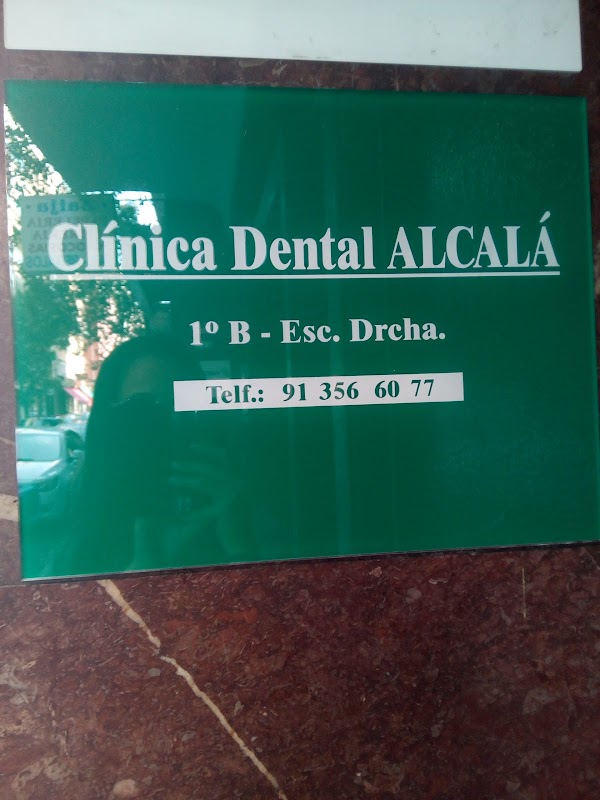 Clínica Dental ALCALÁ
1º B - Esc. Drcha.
Telf.: 91 356 60 77